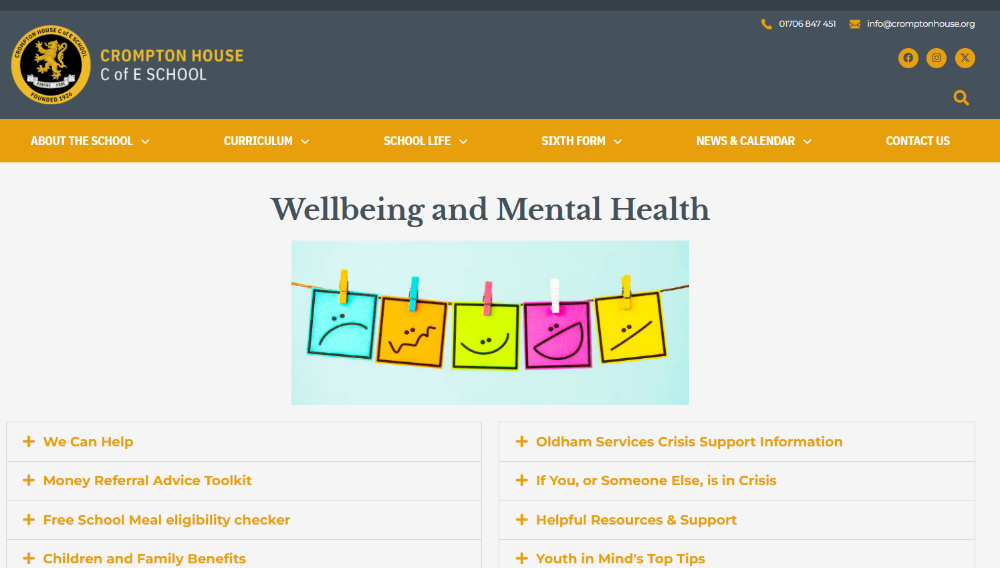 01706 847 451
info@cromptonhouse.org
CROMPTON HOUSE C of E SCHOOL
FOUNDED 1926
CROMPTON HOUSE
C of E SCHOOL
ABOUT THE SCHOOL
CURRICULUM
SCHOOL LIFE
SIXTH FORM
NEWS & CALENDAR
CONTACT US
Wellbeing and Mental Health
We Can Help
Money Referral Advice Toolkit
Free School Meal eligibility checker
Children and Family Benefits
Oldham Services Crisis Support Information
If You, or Someone Else, is in Crisis
Helpful Resources & Support
Youth in Mind's Top Tips